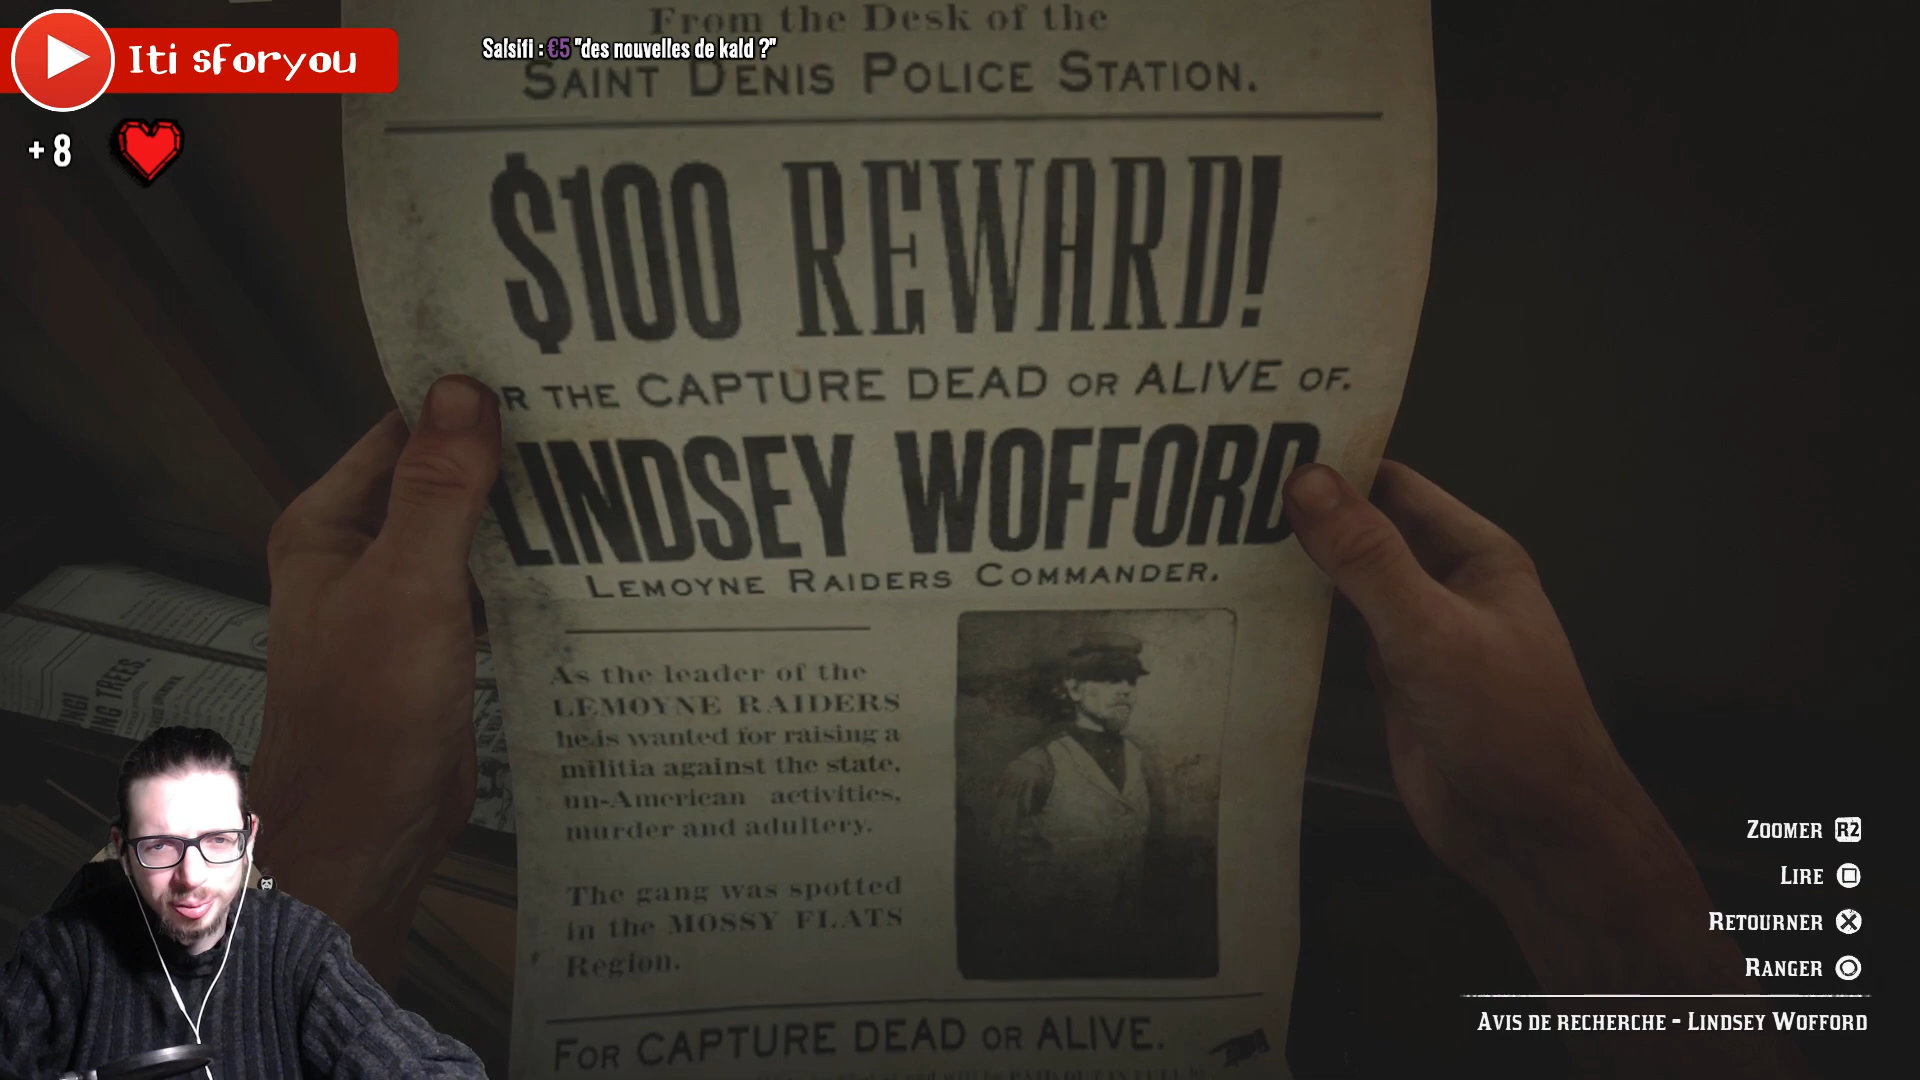 Iti sforyou
+ 8
Salsifi : €5 "des nouvelles de kald ?"
From the Desk of the
SAINT DENIS POLICE STATION.
$100 REWARD!
R THE CAPTURE DEAD OR ALIVE OF.
LINDSEY WOFFORD
LEMOYNE RAIDERS COMMANDER.
As the leader of the
LEMOYNE RAIDERS
he is wanted for raising a
militia against the state,
un-American activities,
murder and adultery.
The gang was spotted
in the MOSSY FLATS
Region.
FOR CAPTURE DEAD OR ALIVE.
NG TREES.
ZOOMER R2
LIRE
RETOURNER
RANGER
AVIS DE RECHERCHE - LINDSEY WOFFORD